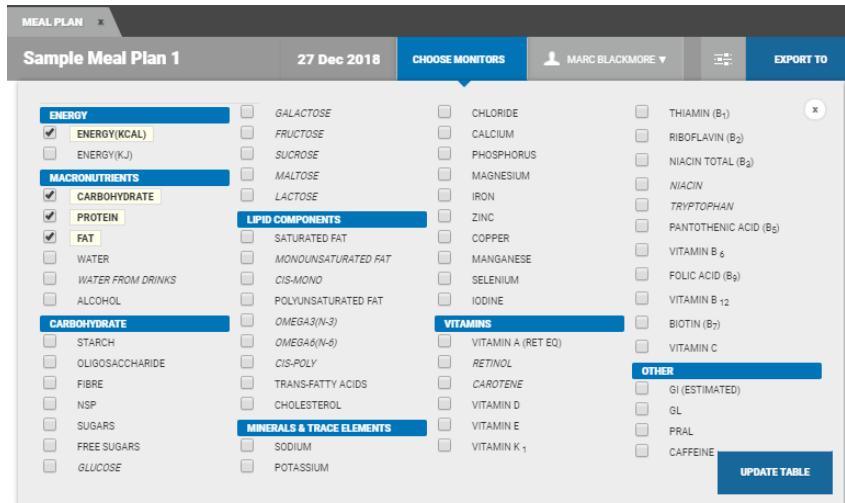 MEAL PLAN x
Sample Meal Plan 1
27 Dec 2018
CHOOSE MONITORS
MARC BLACKMORE ▼
EXPORT TO
x
ENERGY
ENERGY(KCAL)
ENERGY(KJ)
MACRONUTRIENTS
CARBOHYDRATE
PROTEIN
FAT
WATER
WATER FROM DRINKS
ALCOHOL
CARBOHYDRATE
STARCH
OLIGOSACCHARIDE
FIBRE
NSP
SUGARS
FREE SUGARS
GLUCOSE
GALACTOSE
FRUCTOSE
SUCROSE
MALTOSE
LACTOSE
LIPID COMPONENTS
SATURATED FAT
MONOUNSATURATED FAT
CIS-MONO
POLYUNSATURATED FAT
OMEGA3(N-3)
OMEGA6(N-6)
CIS-POLY
TRANS-FATTY ACIDS
CHOLESTEROL
MINERALS & TRACE ELEMENTS
SODIUM
POTASSIUM
CHLORIDE
CALCIUM
PHOSPHORUS
MAGNESIUM
IRON
ZINC
COPPER
MANGANESE
SELENIUM
IODINE
VITAMINS
VITAMIN A (RET EQ)
RETINOL
CAROTENE
VITAMIN D
VITAMIN E
VITAMIN K 1
THIAMIN (B1)
RIBOFLAVIN (B2)
NIACIN TOTAL (B3)
NIACIN
TRYPTOPHAN
PANTOTHENIC ACID (B5)
VITAMIN B 6
FOLIC ACID (B9)
VITAMIN B 12
BIOTIN (B7)
VITAMIN C
OTHER
GI (ESTIMATED)
GL
PRAL
CAFFEINE
UPDATE TABLE